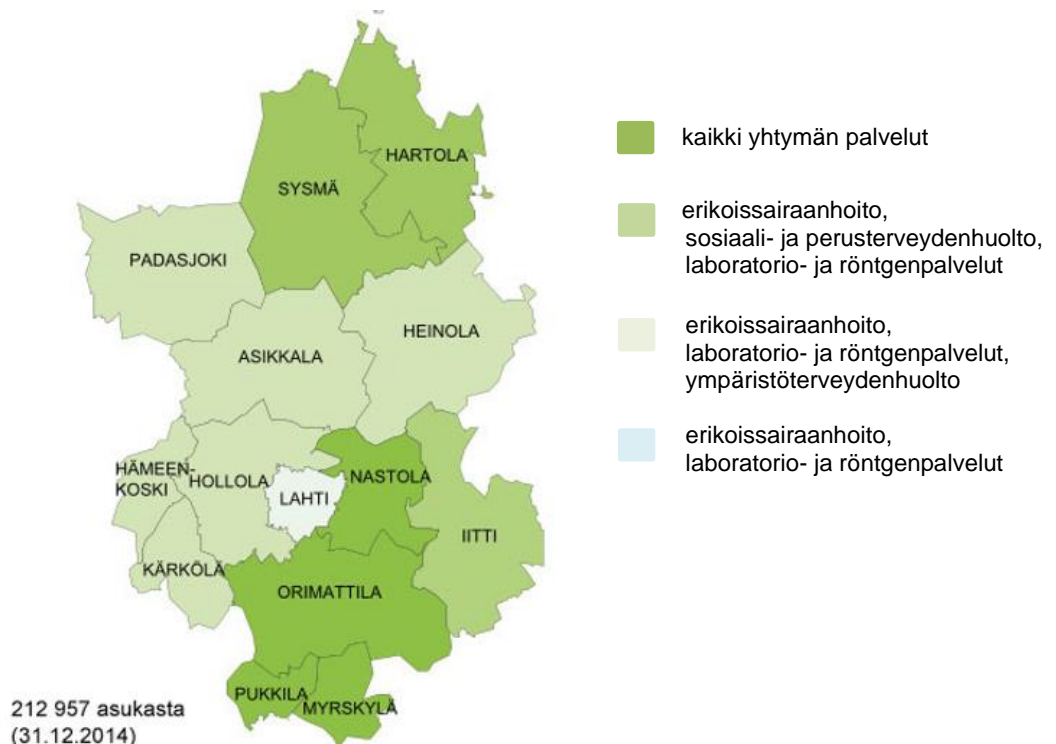 HARTOLA
SYSMÄ
PADASJOKI
HEINOLA
ASIKKALA
HÄMEEN-
KOSKI
HOLLOLA
NASTOLA
LAHTI
IITTI
KÄRKÖLÄ
ORIMATTILA
PUKKILA
MYRSKYLÄ
212 957 asukasta
(31.12.2014)
kaikki yhtymän palvelut
erikoissairaanhoito,
sosiaali- ja perusterveydenhuolto,
laboratorio- ja röntgenpalvelut
erikoissairaanhoito,
laboratorio- ja röntgenpalvelut,
ympäristöterveydenhuolto
erikoissairaanhoito,
laboratorio- ja röntgenpalvelut